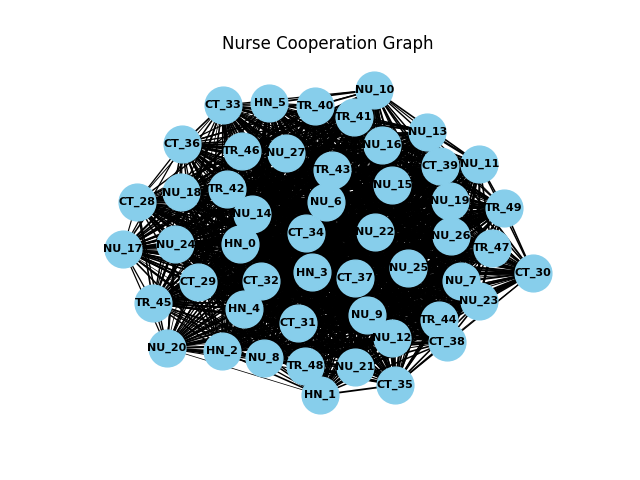 Nurse Cooperation Graph
NU_10
CT_33
HN_5
TR_40
TR_41
NU_13
CT_36
TR_46
NU_27
NU_16
CT_39
NU_11
TR_43
NU_18
TR_42
NU_15
CT_28
NU_6
NU_19
TR_49
NU_14
CT_34
NU_22
NU_26
NU_17
NU_24
HN_0
TR_47
HN_3
NU_25
CT_30
CT_29
CT_32
CT_37
NU_7
TR_45
NU_23
HN_4
CT_31
NU_9
TR_44
NU_12
CT_38
NU_20
HN_2
NU_8
TR_48
NU_21
CT_35
HN_1